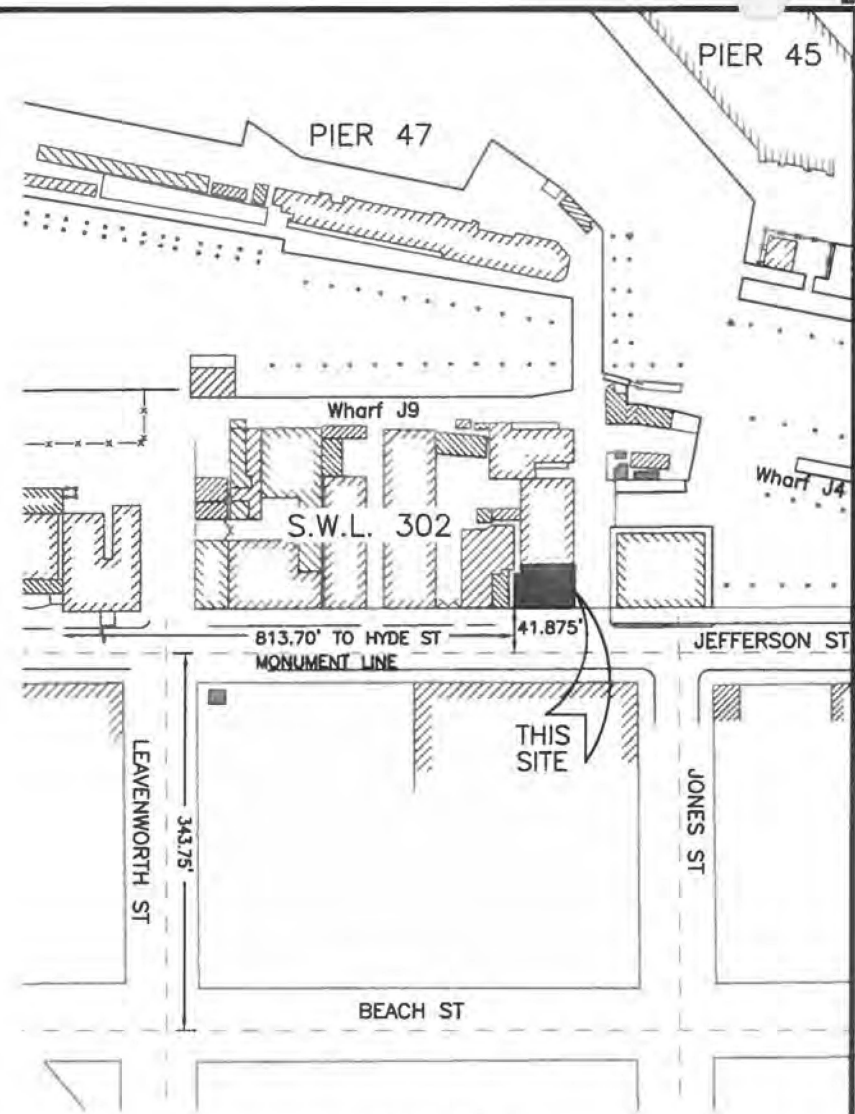 PIER 45
PIER 47
Wharf J9
Wharf J4
S.W.L. 302
813.70' TO HYDE ST
41.875'
JEFFERSON ST
MONUMENT LINE
THIS
SITE
LEAVENWORTH ST
343.75'
JONES ST
BEACH ST